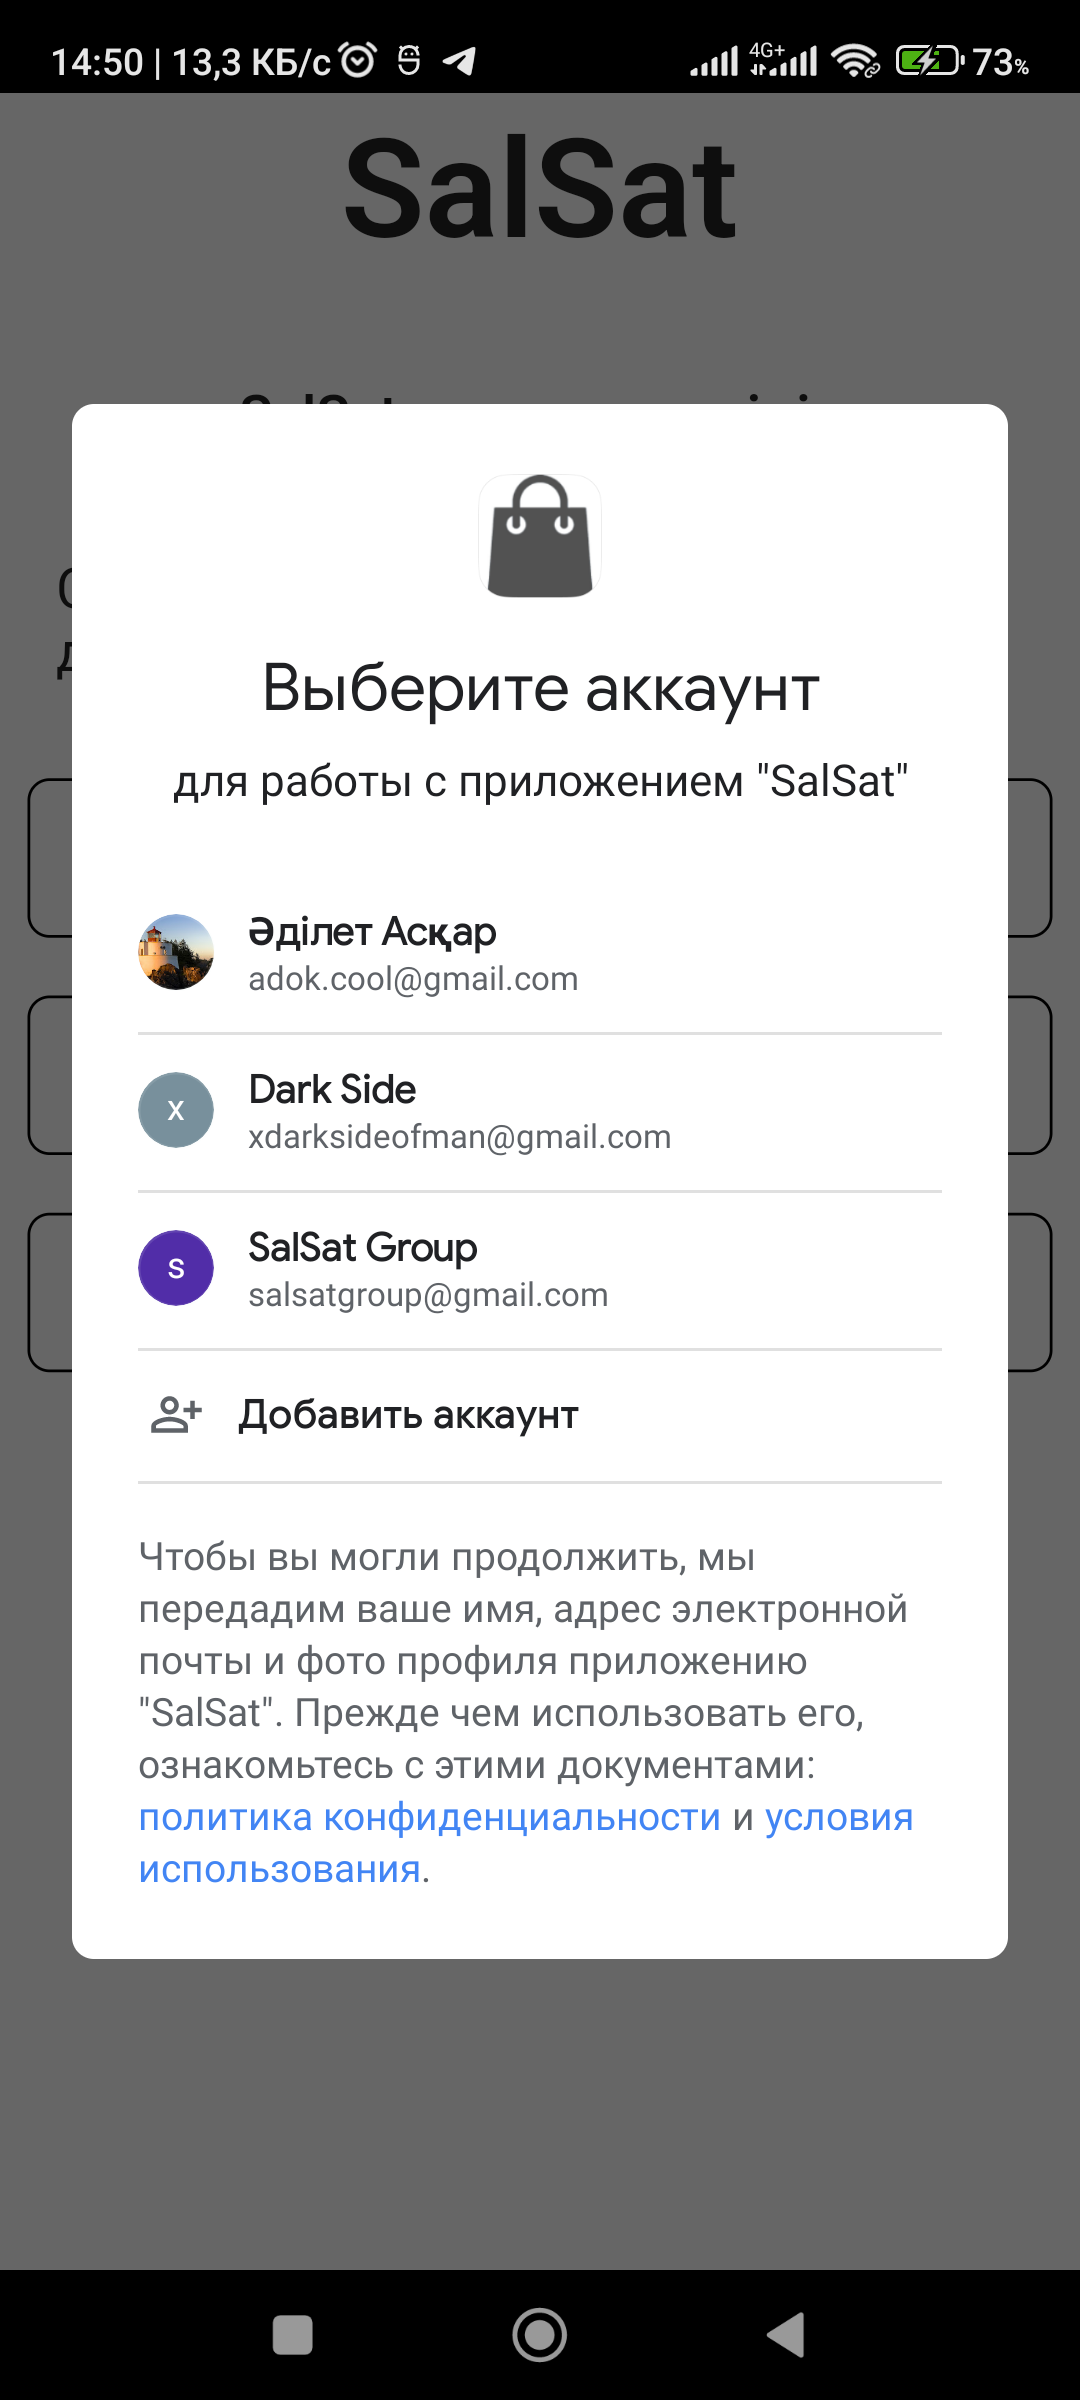 14:50 | 13,3 КБ/с
4G+
73%
SalSat
Выберите аккаунт
для работы с приложением "SalSat"
Әділет Асқар
adok.cool@gmail.com
X
Dark Side
xdarksideofman@gmail.com
S
SalSat Group
salsatgroup@gmail.com
Добавить аккаунт
Чтобы вы могли продолжить, мы
передадим ваше имя, адрес электронной
почты и фото профиля приложению
"SalSat". Прежде чем использовать его,
ознакомьтесь с этими документами:
политика конфиденциальности и условия
использования.